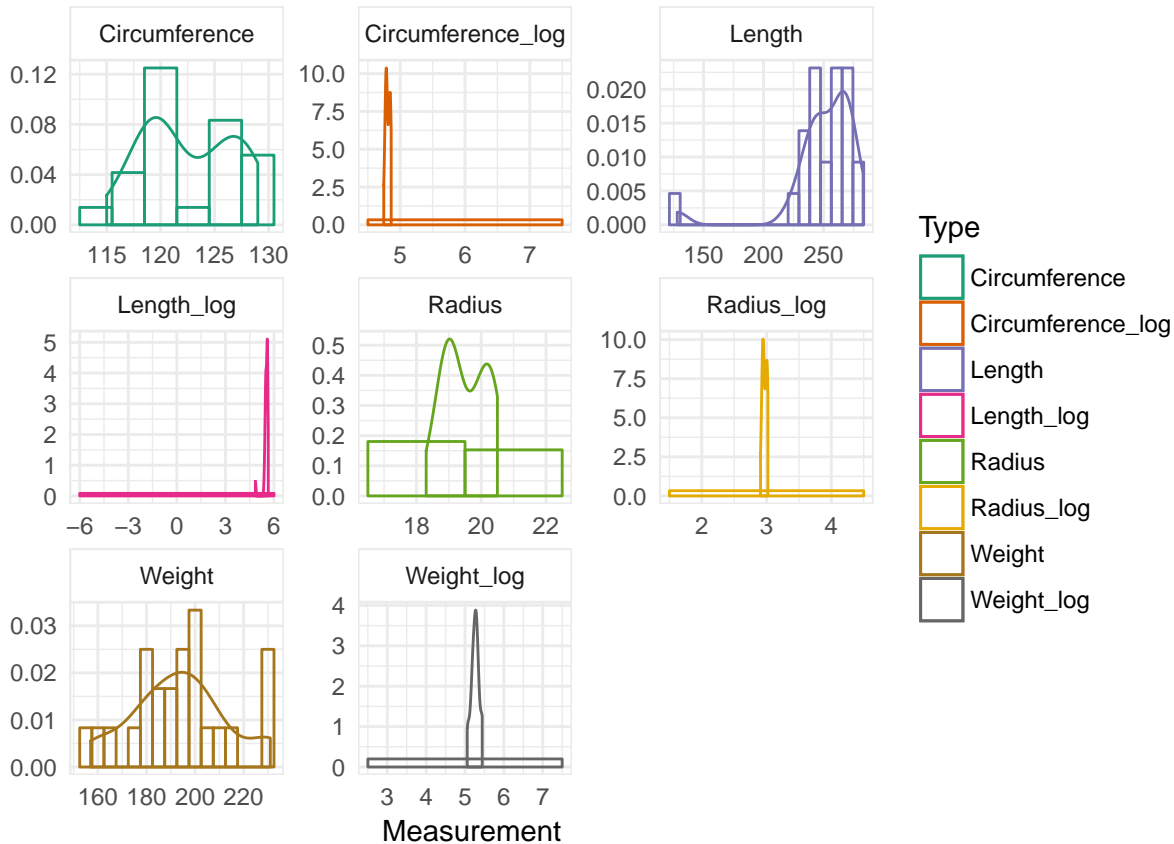 Circumference
Circumference_log
Length
0.12
0.08
0.04
0.00
115 120 125 130
10.0
7.5
5.0
2.5
0.0
5 6 7
0.020
0.015
0.010
0.005
0.000
150 200 250
Length_log
Radius
Radius_log
5
4
3
2
1
0
−6 −3 0 3 6
0.5
0.4
0.3
0.2
0.1
0.0
18 20 22
10.0
7.5
5.0
2.5
0.0
2 3 4
Weight
Weight_log
0.03
0.02
0.01
0.00
160 180 200 220
4
3
2
1
0
3 4 5 6 7
Measurement
Type
Circumference
Circumference_log
Length
Length_log
Radius
Radius_log
Weight
Weight_log